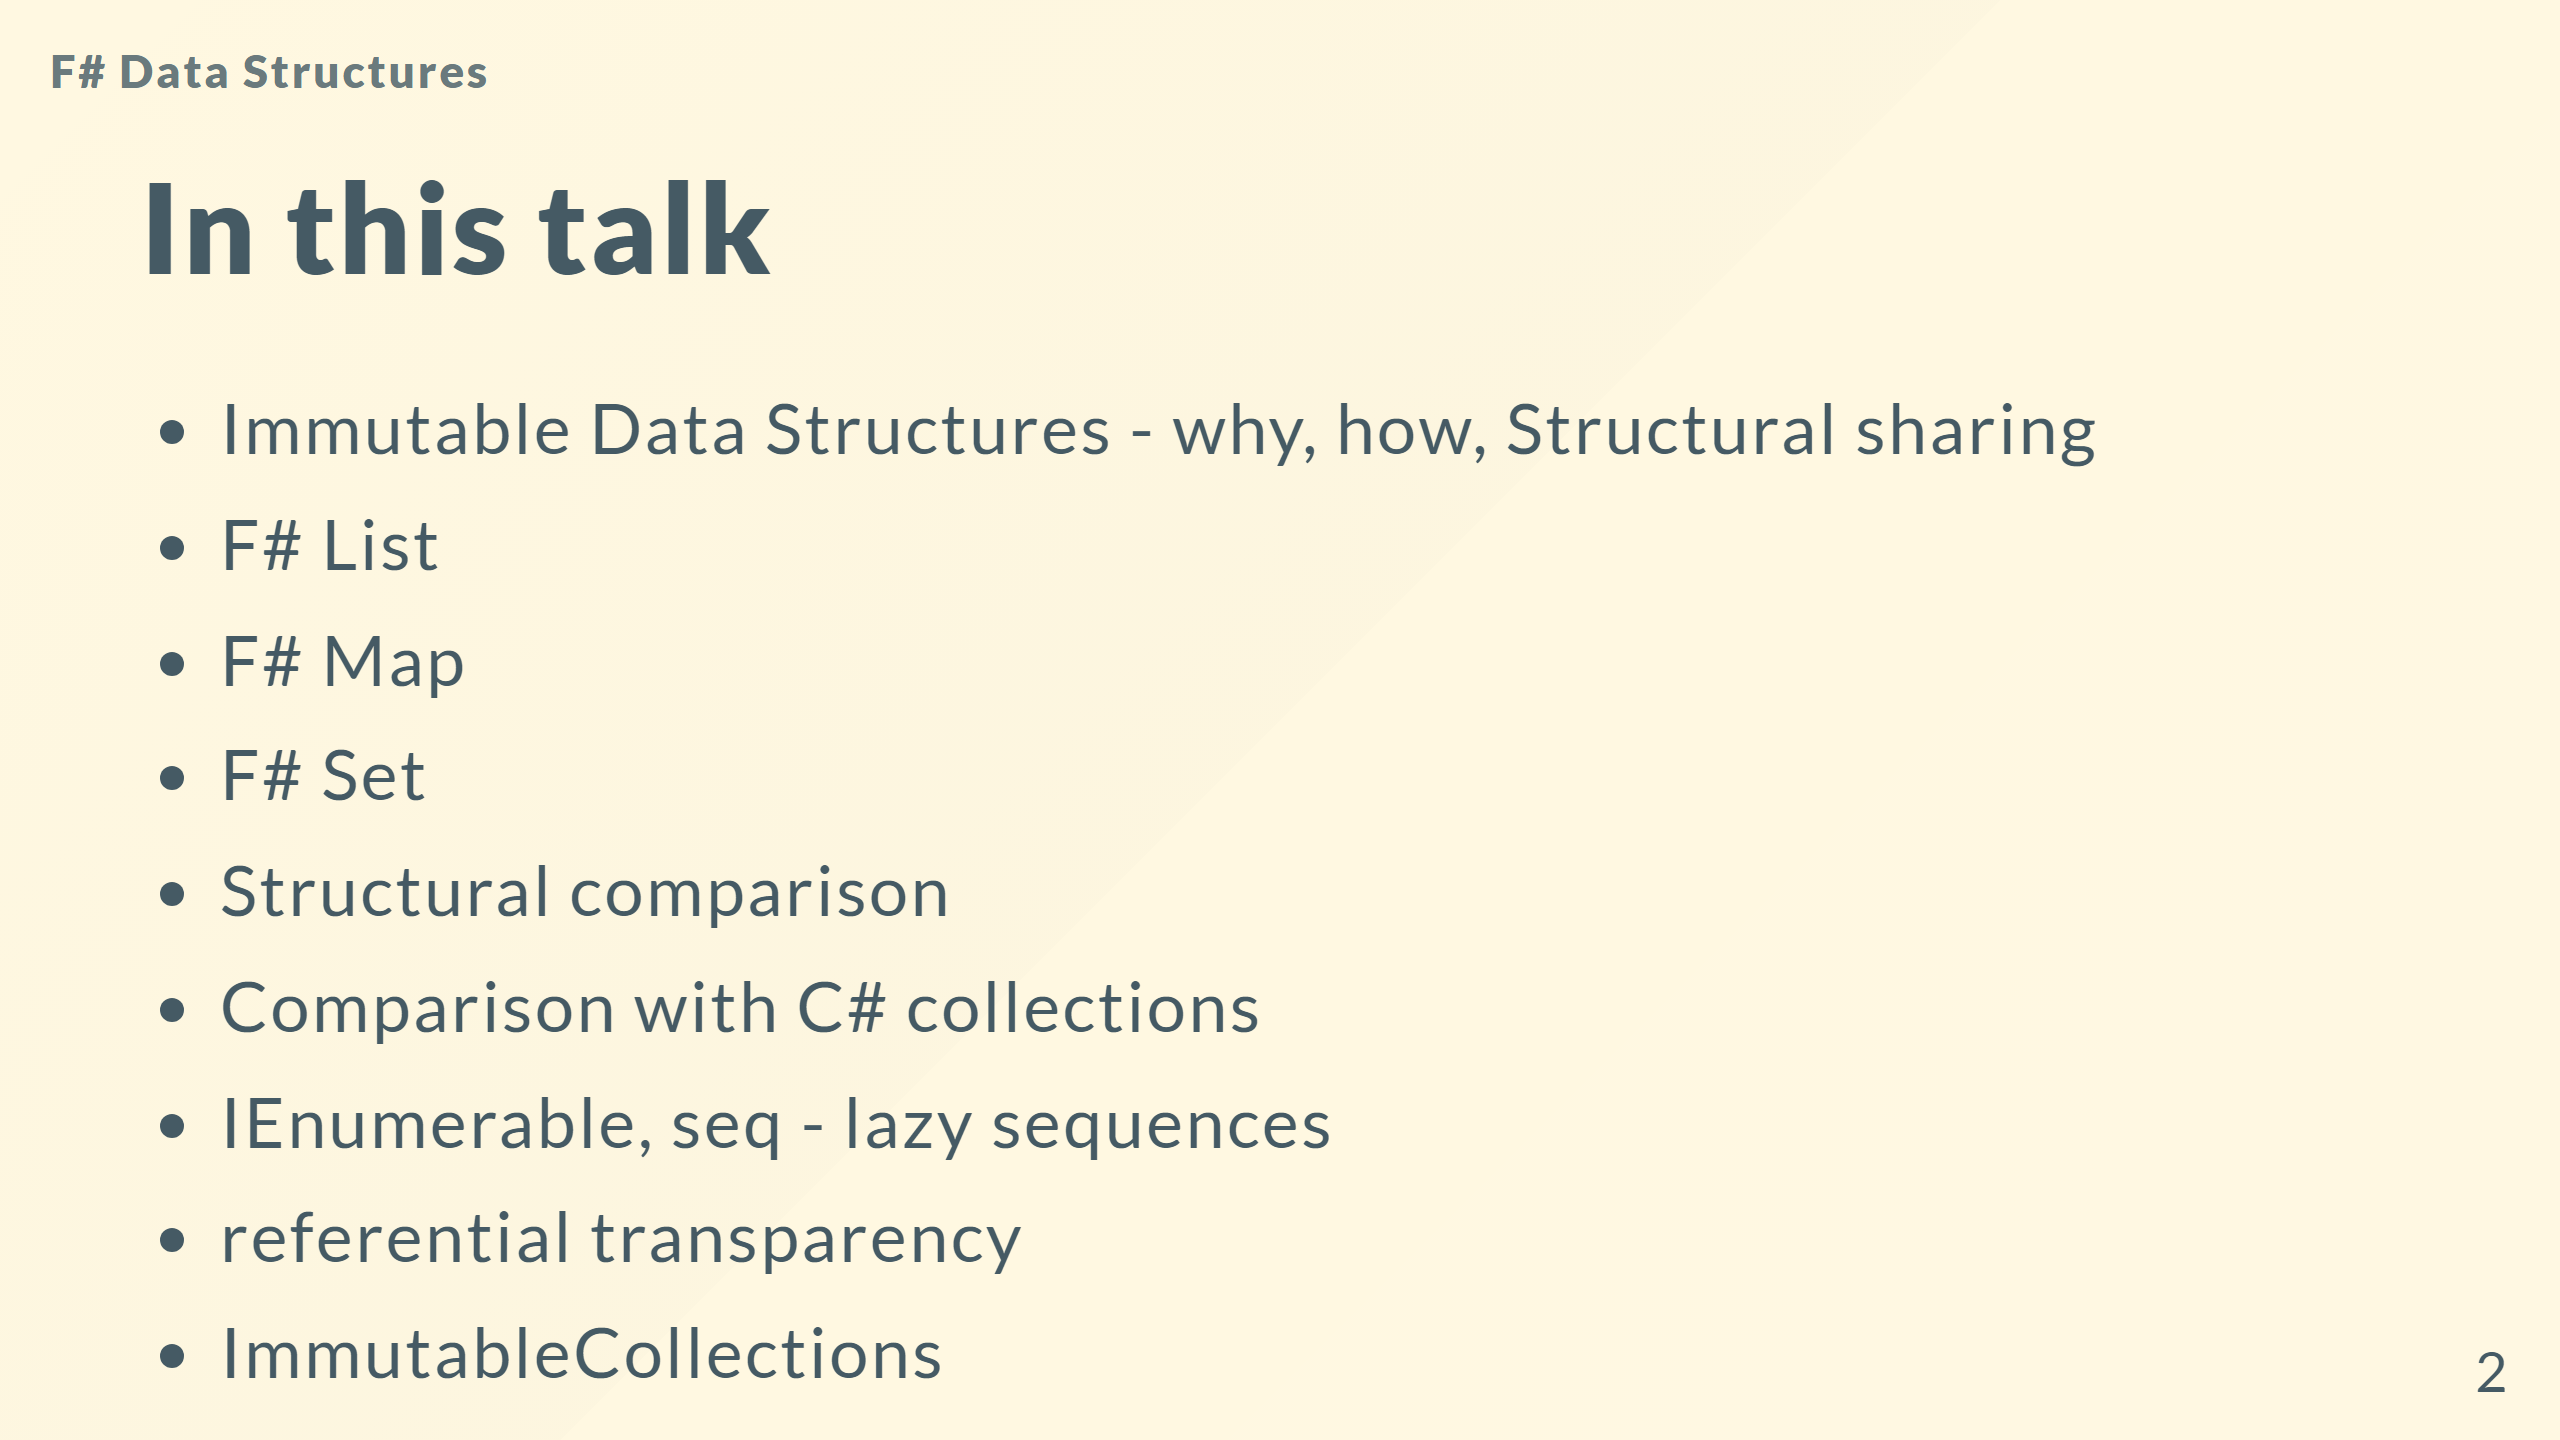 F# Data Structures
In this talk
• Immutable Data Structures - why, how, Structural sharing
• F# List
• F# Map
• F# Set
• Structural comparison
• Comparison with C# collections
• IEnumerable, seq - lazy sequences
• referential transparency
• ImmutableCollections
2